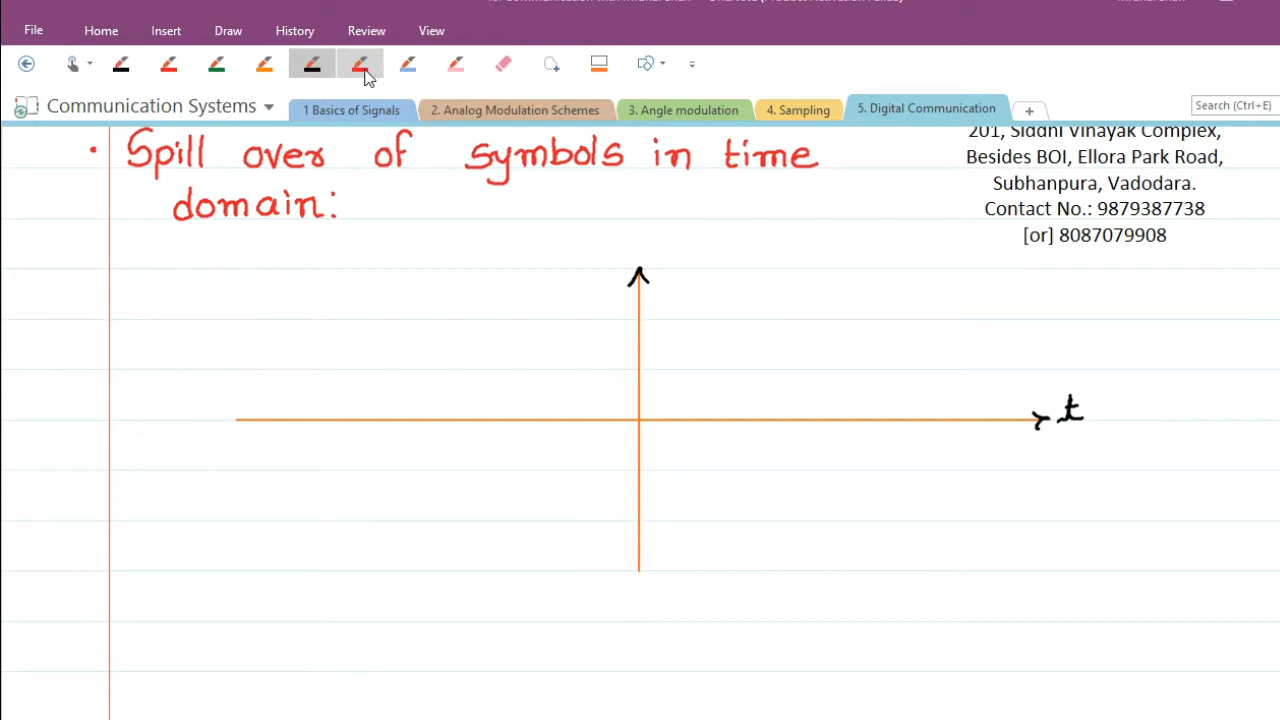 File Home Insert Draw History Review View
Communication Systems 1 Basics of Signals 2. Analog Modulation Schemes 3. Angle modulation 4. Sampling 5. Digital Communication + Search (Ctrl+E)
201, Siddhi Vinayak Complex,
Besides BOI, Ellora Park Road,
Subhanpura, Vadodara.
Contact No.: 9879387738
[or] 8087079908
• Spill over of symbols in time
domain:
t